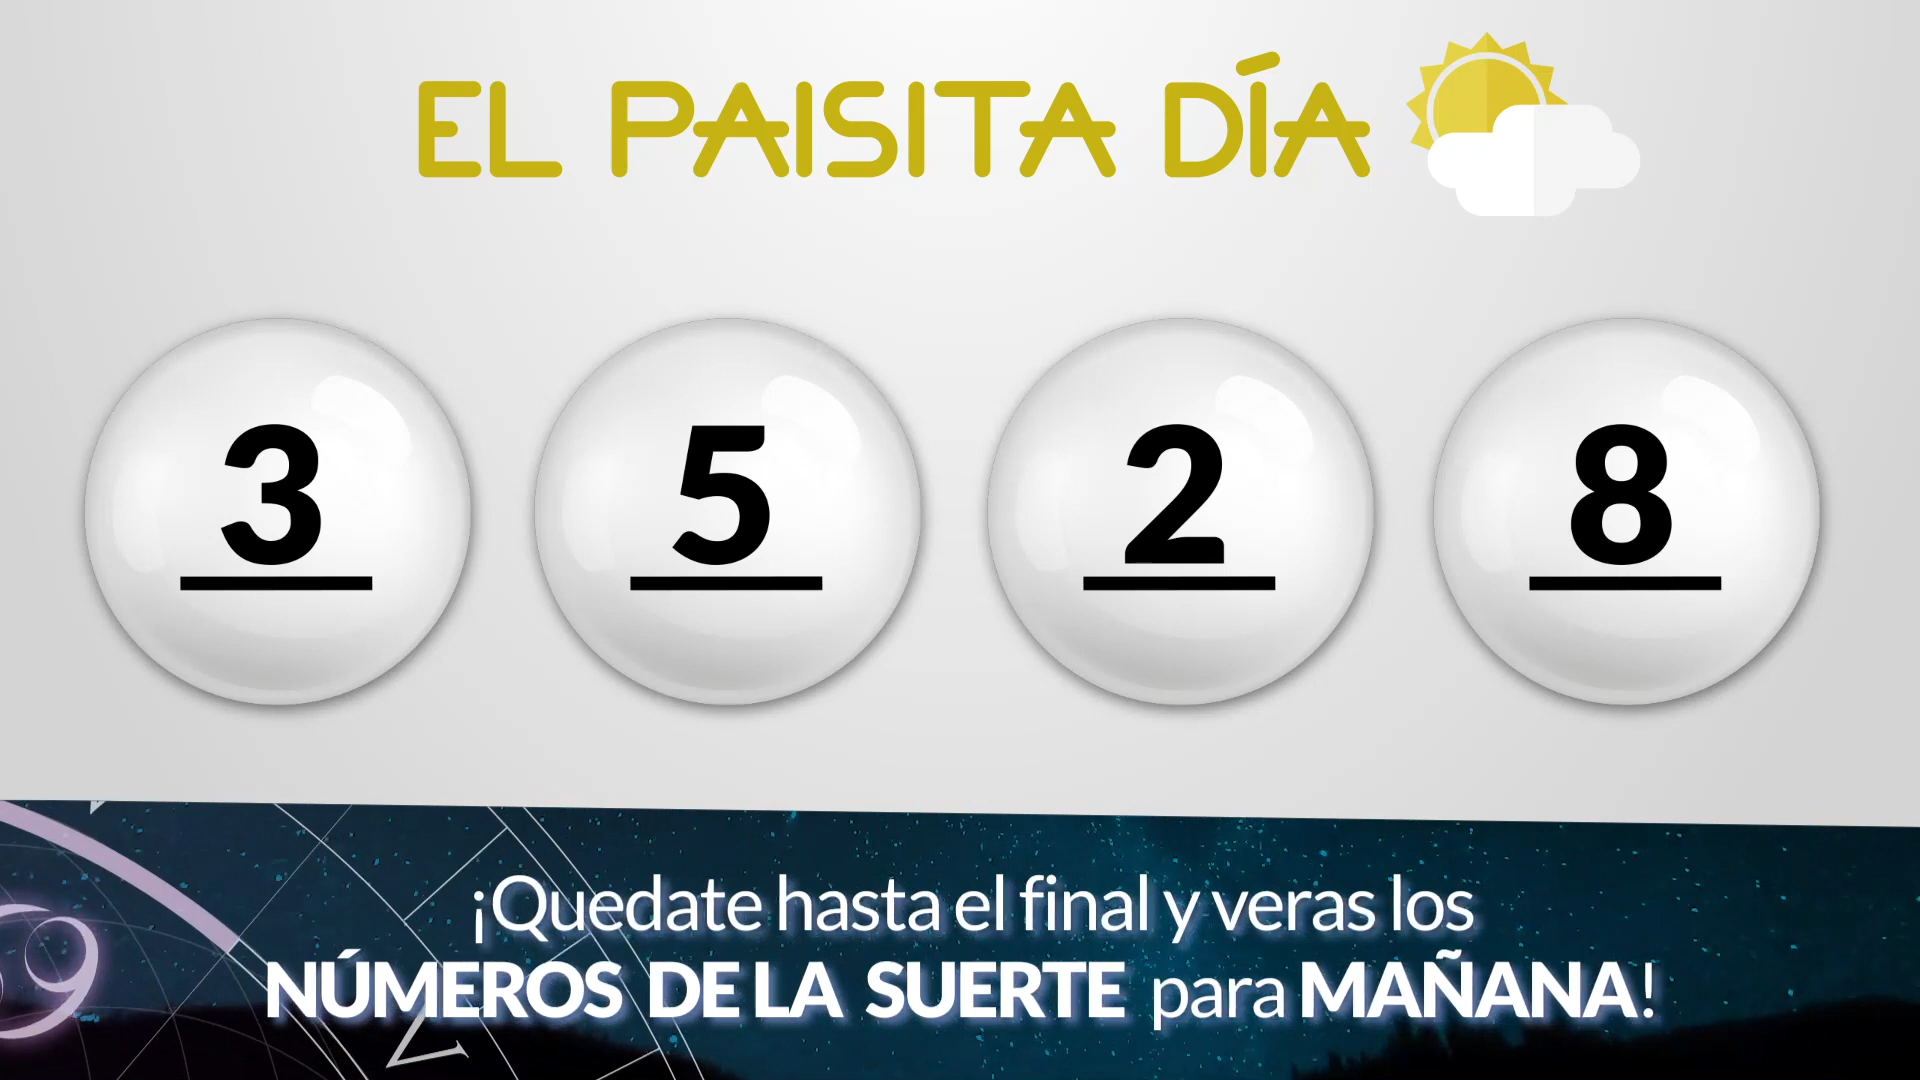 EL PAISITA DÍA
3 5 2 8
¡Quedate hasta el final y veras los
NÚMEROS DE LA SUERTE para MAÑANA!